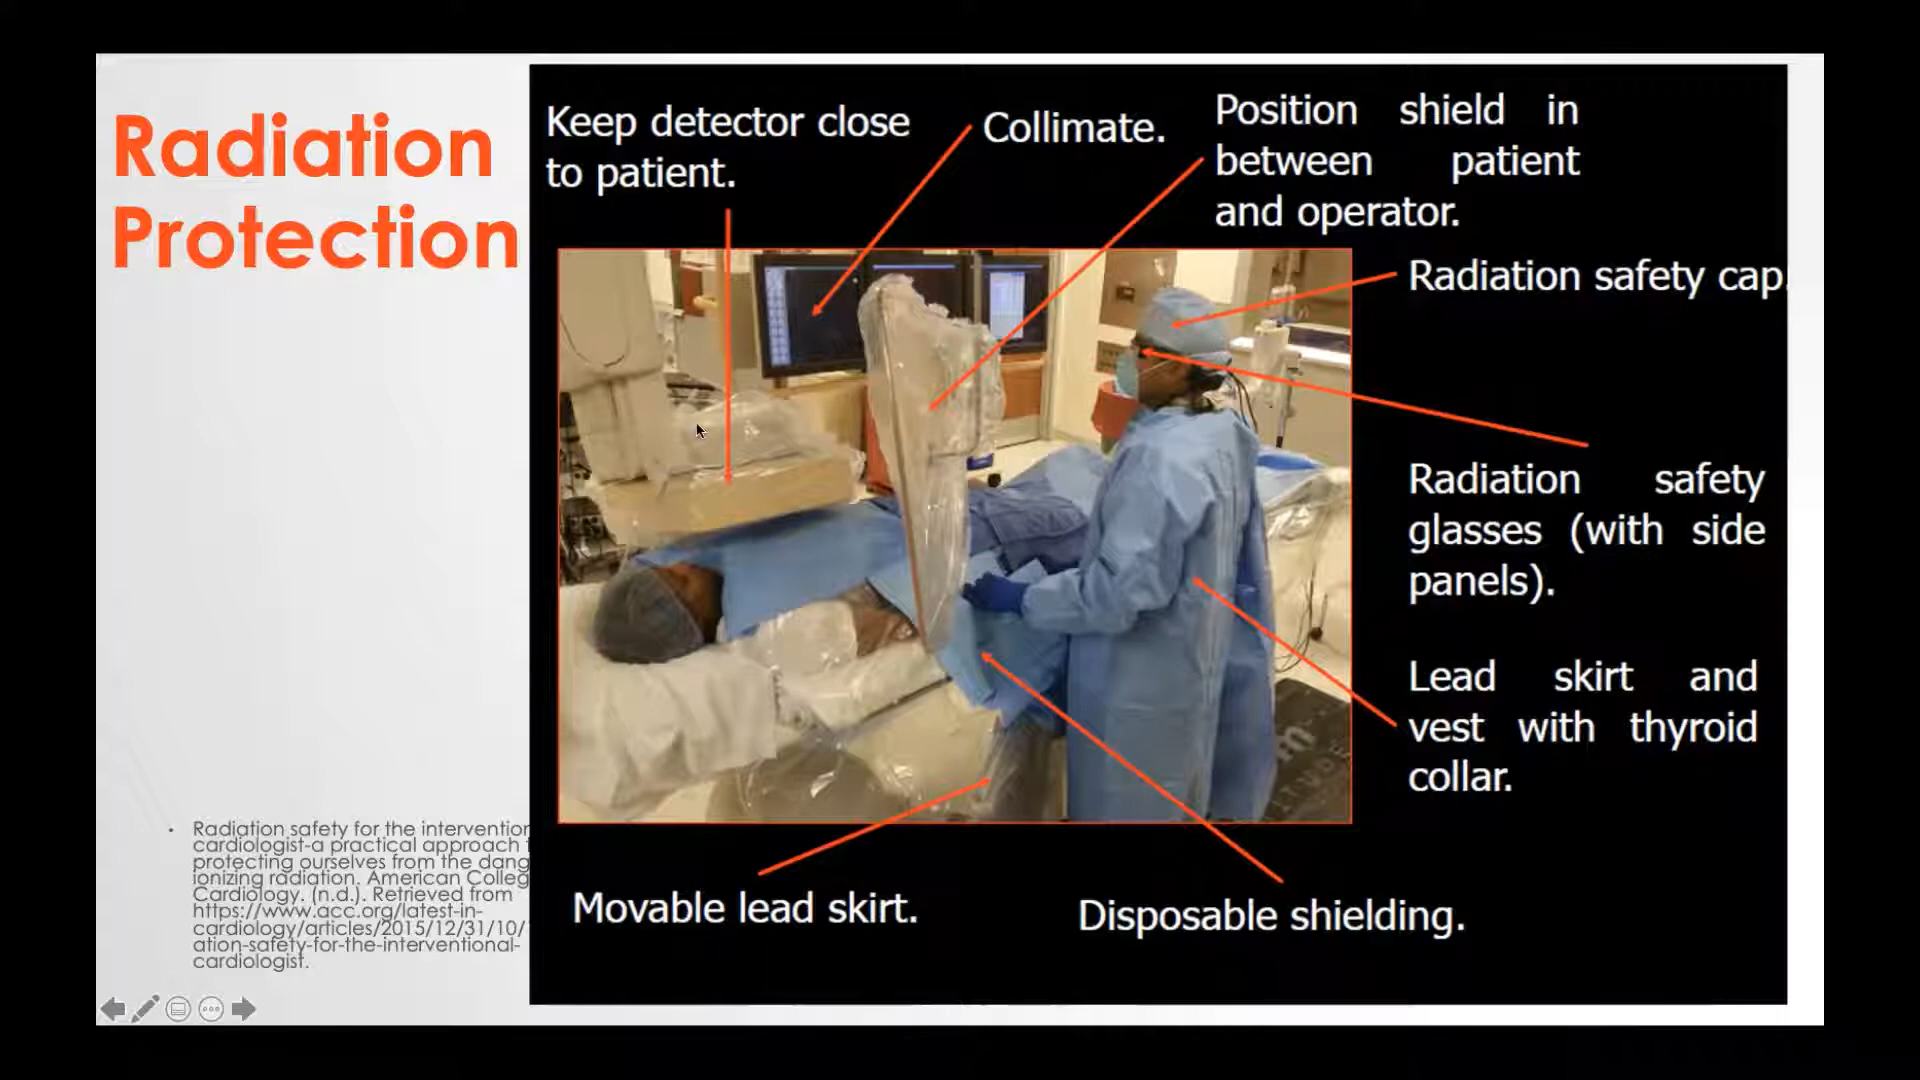 Radiation
Protection
Keep detector close
to patient.
Collimate.
Position shield in
between patient
and operator.
Radiation safety cap.
Radiation safety
glasses (with side
panels).
Lead skirt and
vest with thyroid
collar.
Movable lead skirt.
Disposable shielding.
• Radiation safety for the
cardiologist-a practical approach
protecting ourselves from the
ionizing radiation. American
Cardiology. (n.d.). Retrieved from
https://www.acc.org/latest-in-
cardiology/articles/2015/12/31/10/
ation-safety-for-the-interventional-
cardiologist.